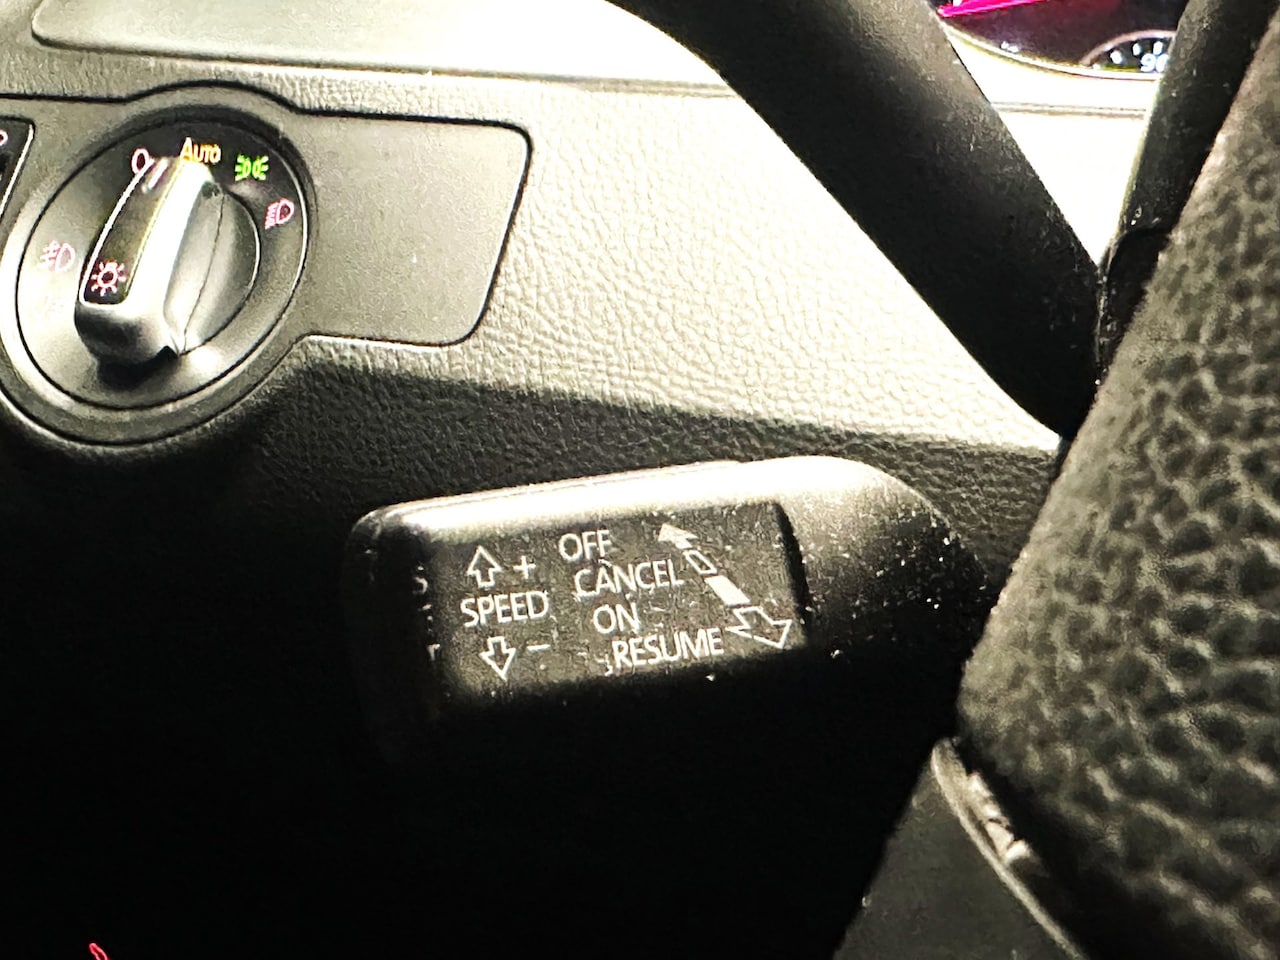 AUTO
OFF
+
CANCEL
SPEED
ON
-
RESUME